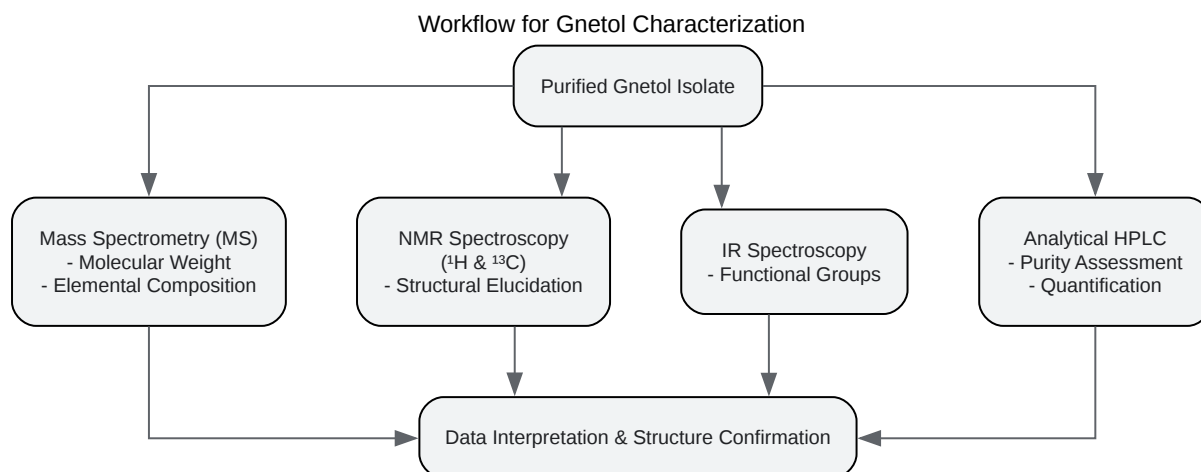 Workflow for Gnetol Characterization
Purified Gnetol Isolate
Mass Spectrometry (MS)
- Molecular Weight
- Elemental Composition
NMR Spectroscopy
(¹H & ¹³C)
- Structural Elucidation
IR Spectroscopy
- Functional Groups
Analytical HPLC
- Purity Assessment
- Quantification
Data Interpretation & Structure Confirmation